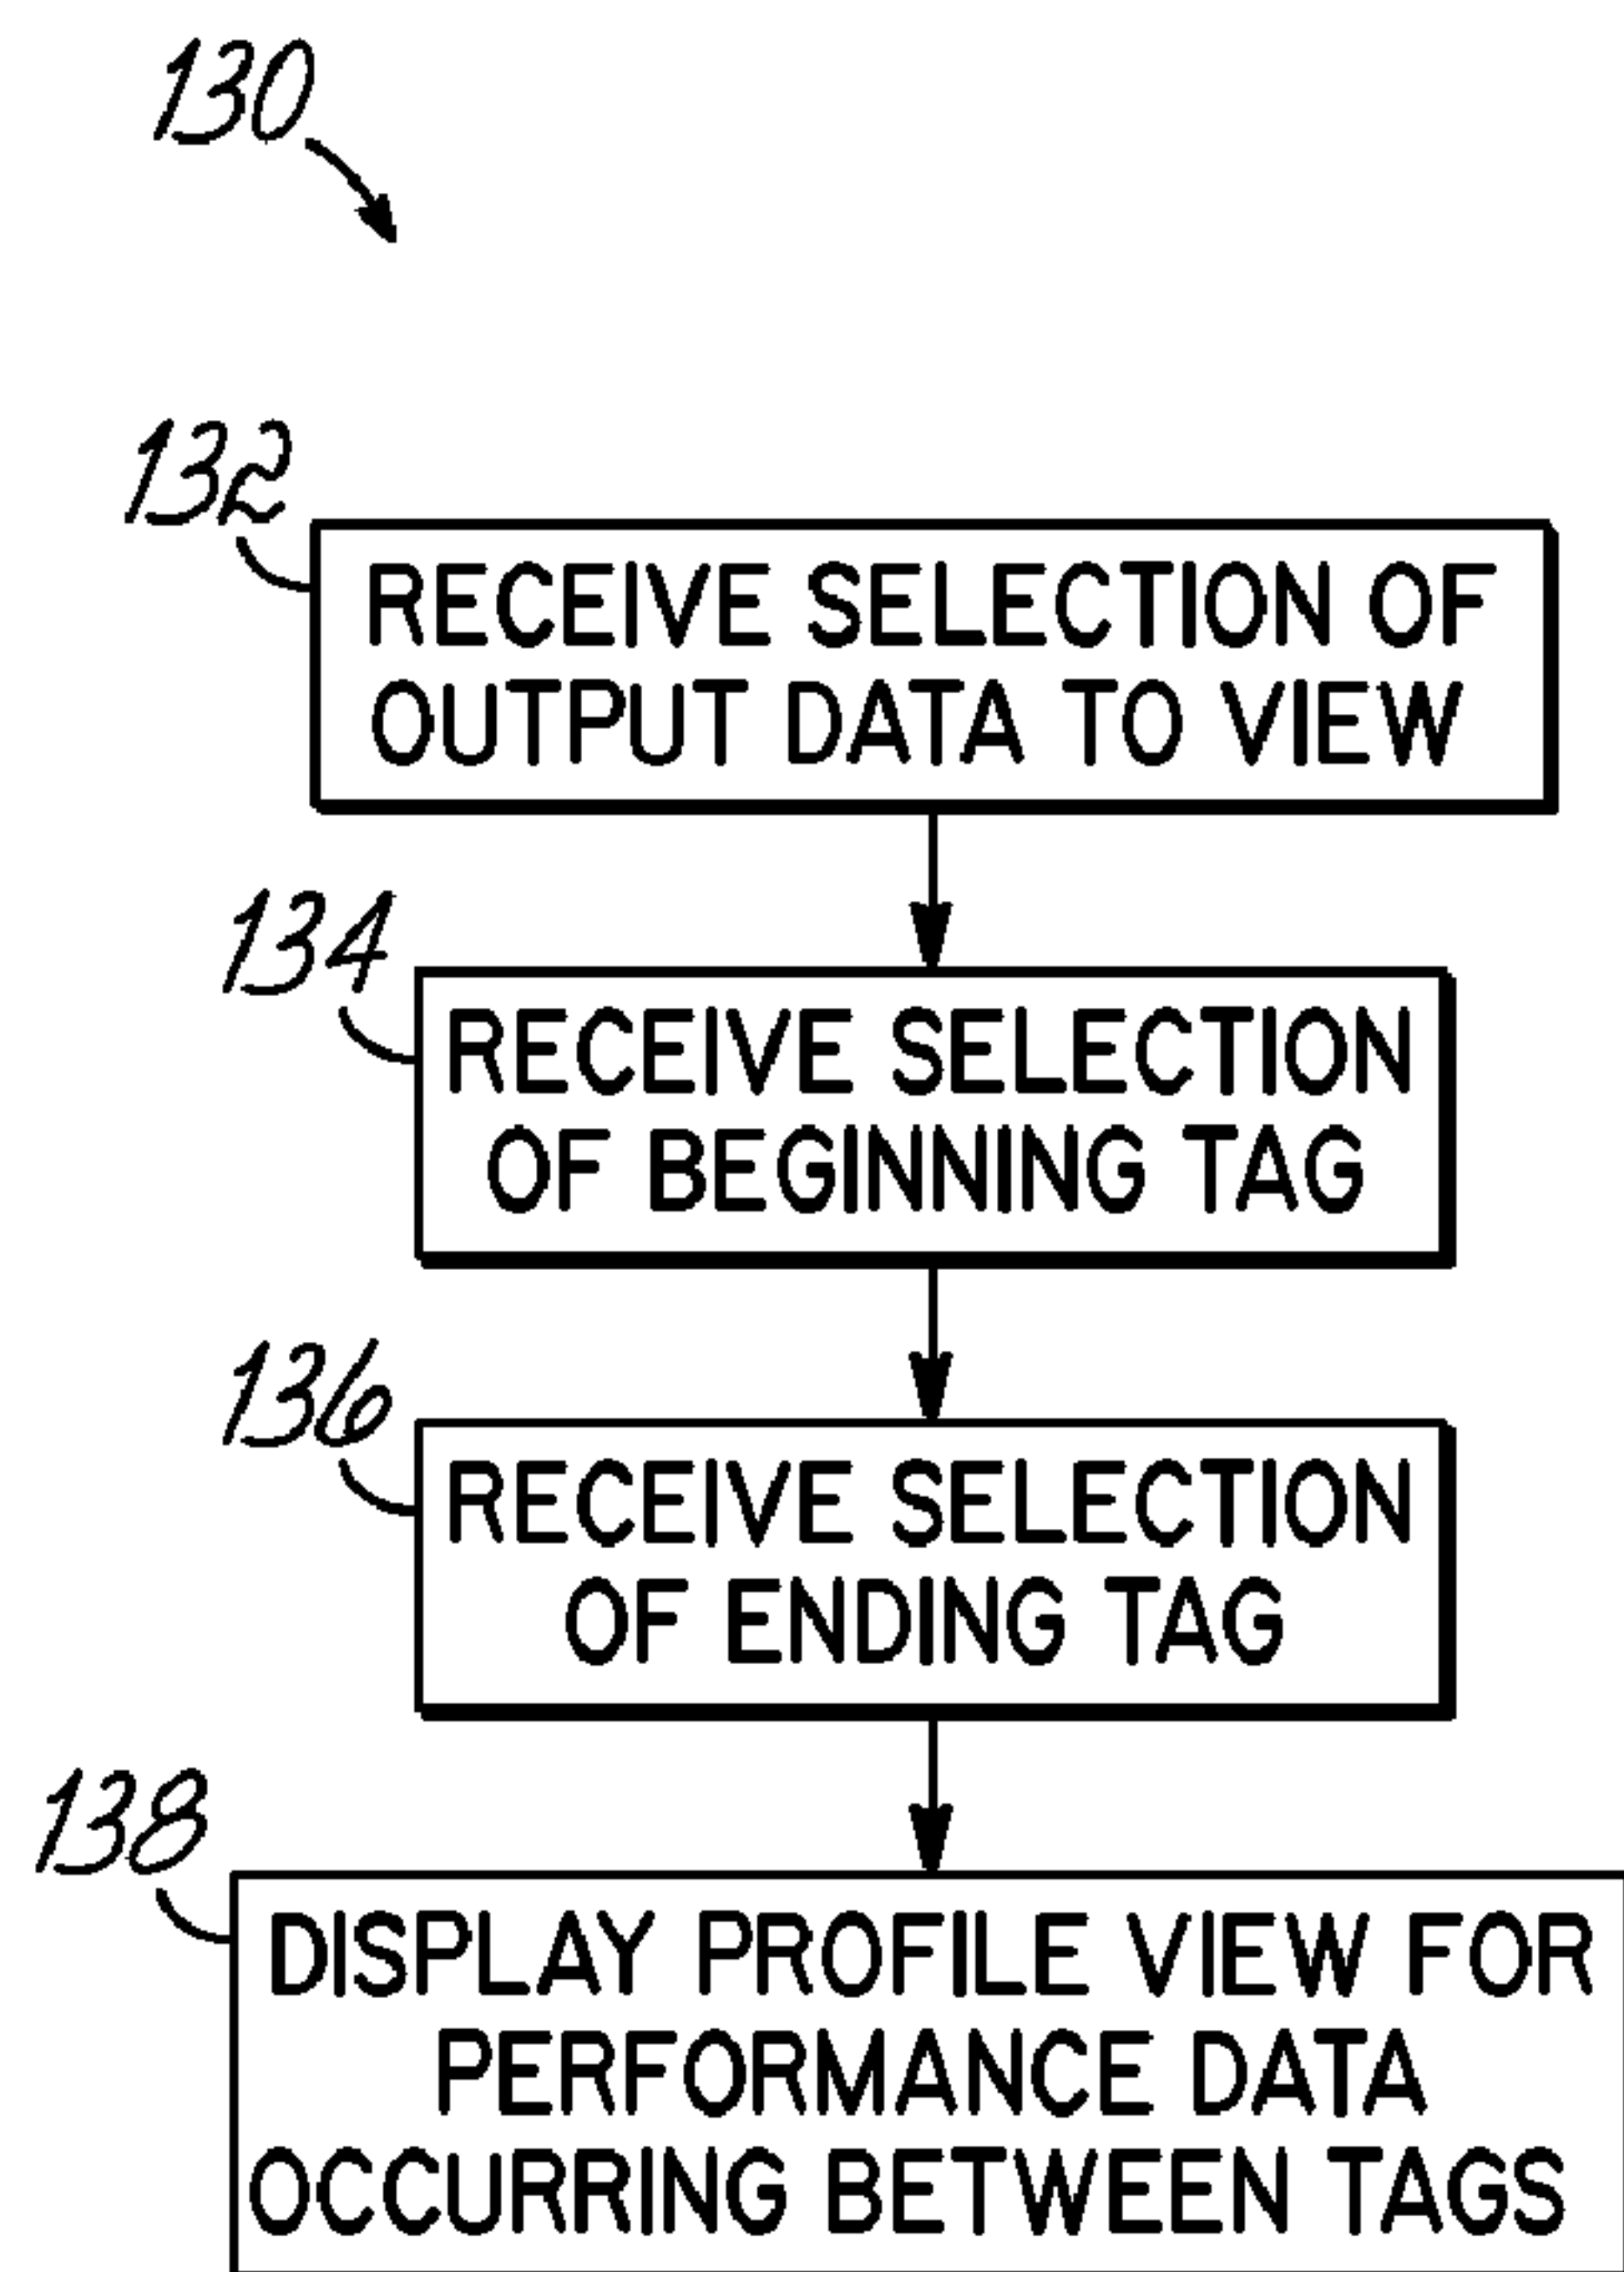 130
132
RECEIVE SELECTION OF
OUTPUT DATA TO VIEW
134
RECEIVE SELECTION
OF BEGINNING TAG
136
RECEIVE SELECTION
OF ENDING TAG
138
DISPLAY PROFILE VIEW FOR
PERFORMANCE DATA
OCCURRING BETWEEN TAGS